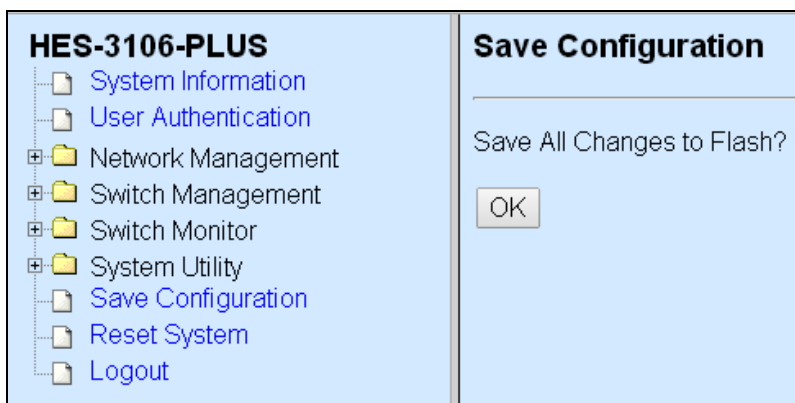 HES-3106-PLUS
System Information
User Authentication
Network Management
Switch Management
Switch Monitor
System Utility
Save Configuration
Reset System
Logout
Save Configuration
Save All Changes to Flash?
OK